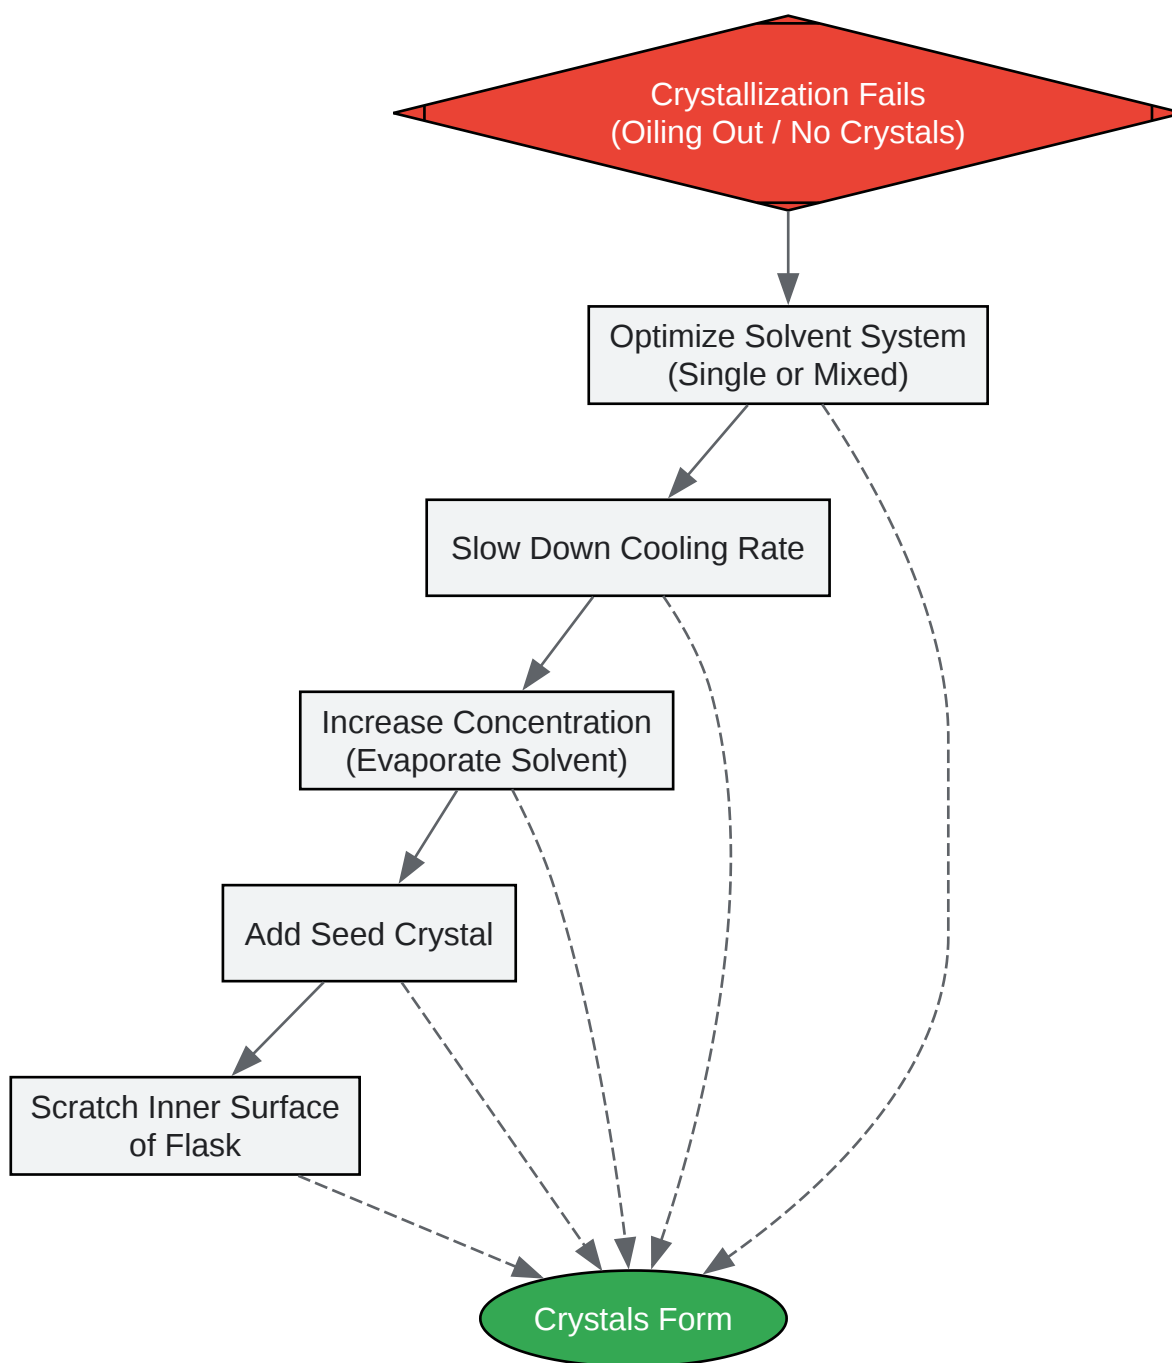 Crystallization Fails
(Oiling Out / No Crystals)
Optimize Solvent System
(Single or Mixed)
Slow Down Cooling Rate
Increase Concentration
(Evaporate Solvent)
Add Seed Crystal
Scratch Inner Surface
of Flask
Crystals Form